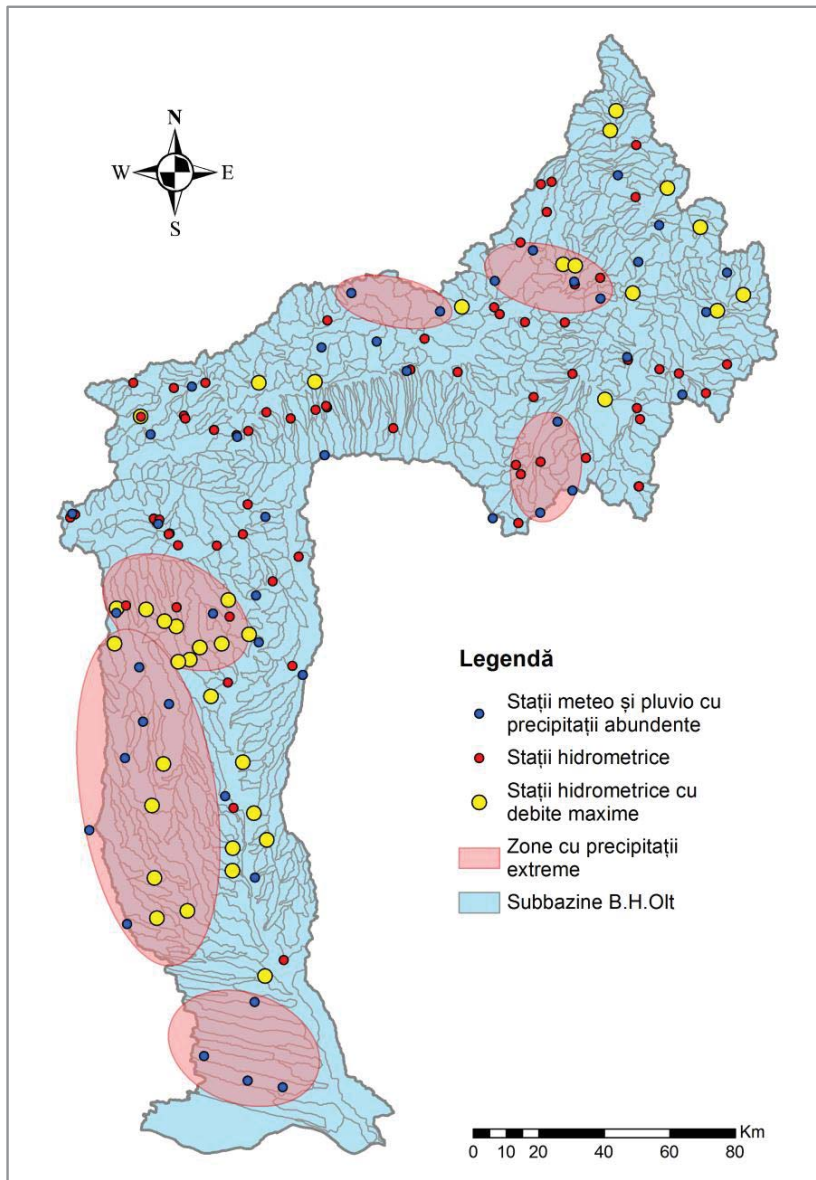 N
W E
S
Legendă
Stații meteo și pluvio cu
precipitații abundente
Stații hidrometrice
Stații hidrometrice cu
debite maxime
Zone cu precipitații
extreme
Subbazine B.H.Olt
Km
0 10 20 40 60 80